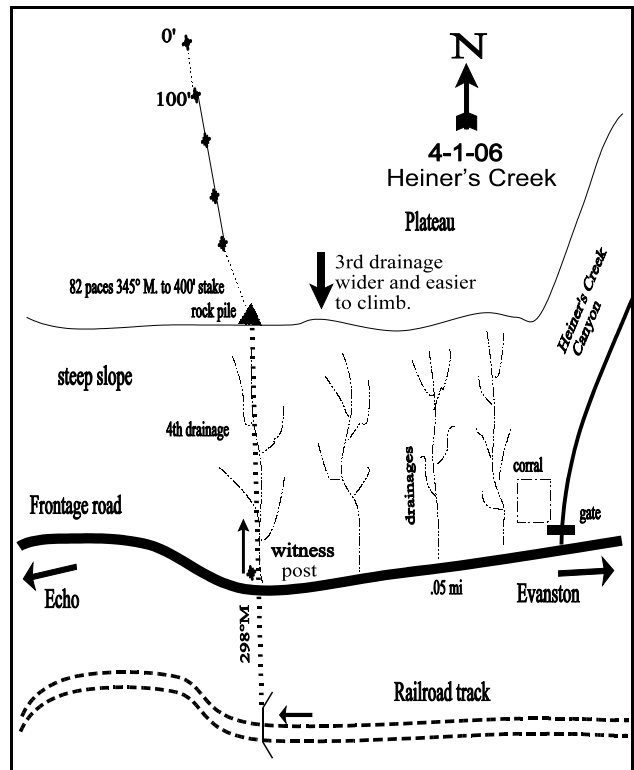 0'
N
100'
4-1-06
Heiner's Creek
Plateau
3rd drainage
wider and easier
to climb.
82 paces 345° M. to 400' stake
rock pile
Heiner's Creek
Canyon
steep slope
4th drainage
drainages
corral
Frontage road
gate
witness
post
Echo
.05 mi
Evanston
298°M
Railroad track